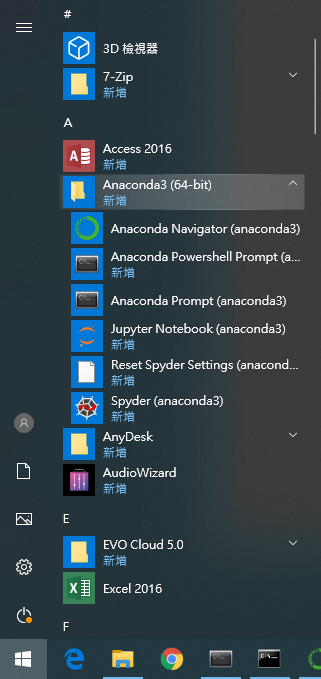 #
3D 檢視器
7-Zip
新增
A
Access 2016
新增
Anaconda3 (64-bit)
新增
Anaconda Navigator (anaconda3)
Anaconda Powershell Prompt (a...
新增
Anaconda Prompt (anaconda3)
Jupyter Notebook (anaconda3)
新增
Reset Spyder Settings (anacond...
新增
Spyder (anaconda3)
新增
AnyDesk
新增
AudioWizard
新增
E
EVO Cloud 5.0
新增
Excel 2016
F